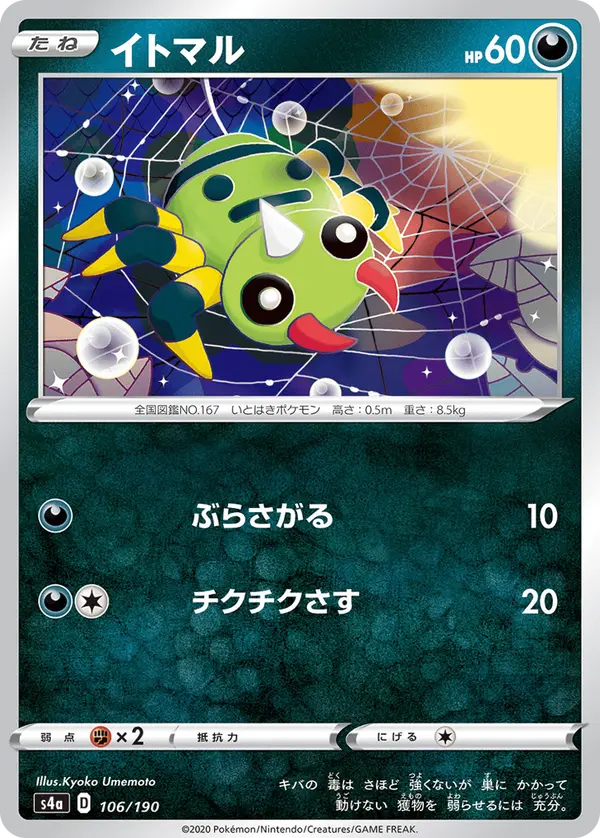 たね イトマル HP60
全国図鑑NO.167 いとはきポケモン 高さ：0.5m 重さ：8.5kg
ぶらさがる 10
チクチクさす 20
弱点 ×2 抵抗力 にげる
Illus.Kyoko Umemoto
キバの 毒は さほど 強くないが 巣に かかって
動けない 獲物を 弱らせるには 充分。
s4a D 106/190
©2020 Pokémon/Nintendo/Creatures/GAME FREAK.